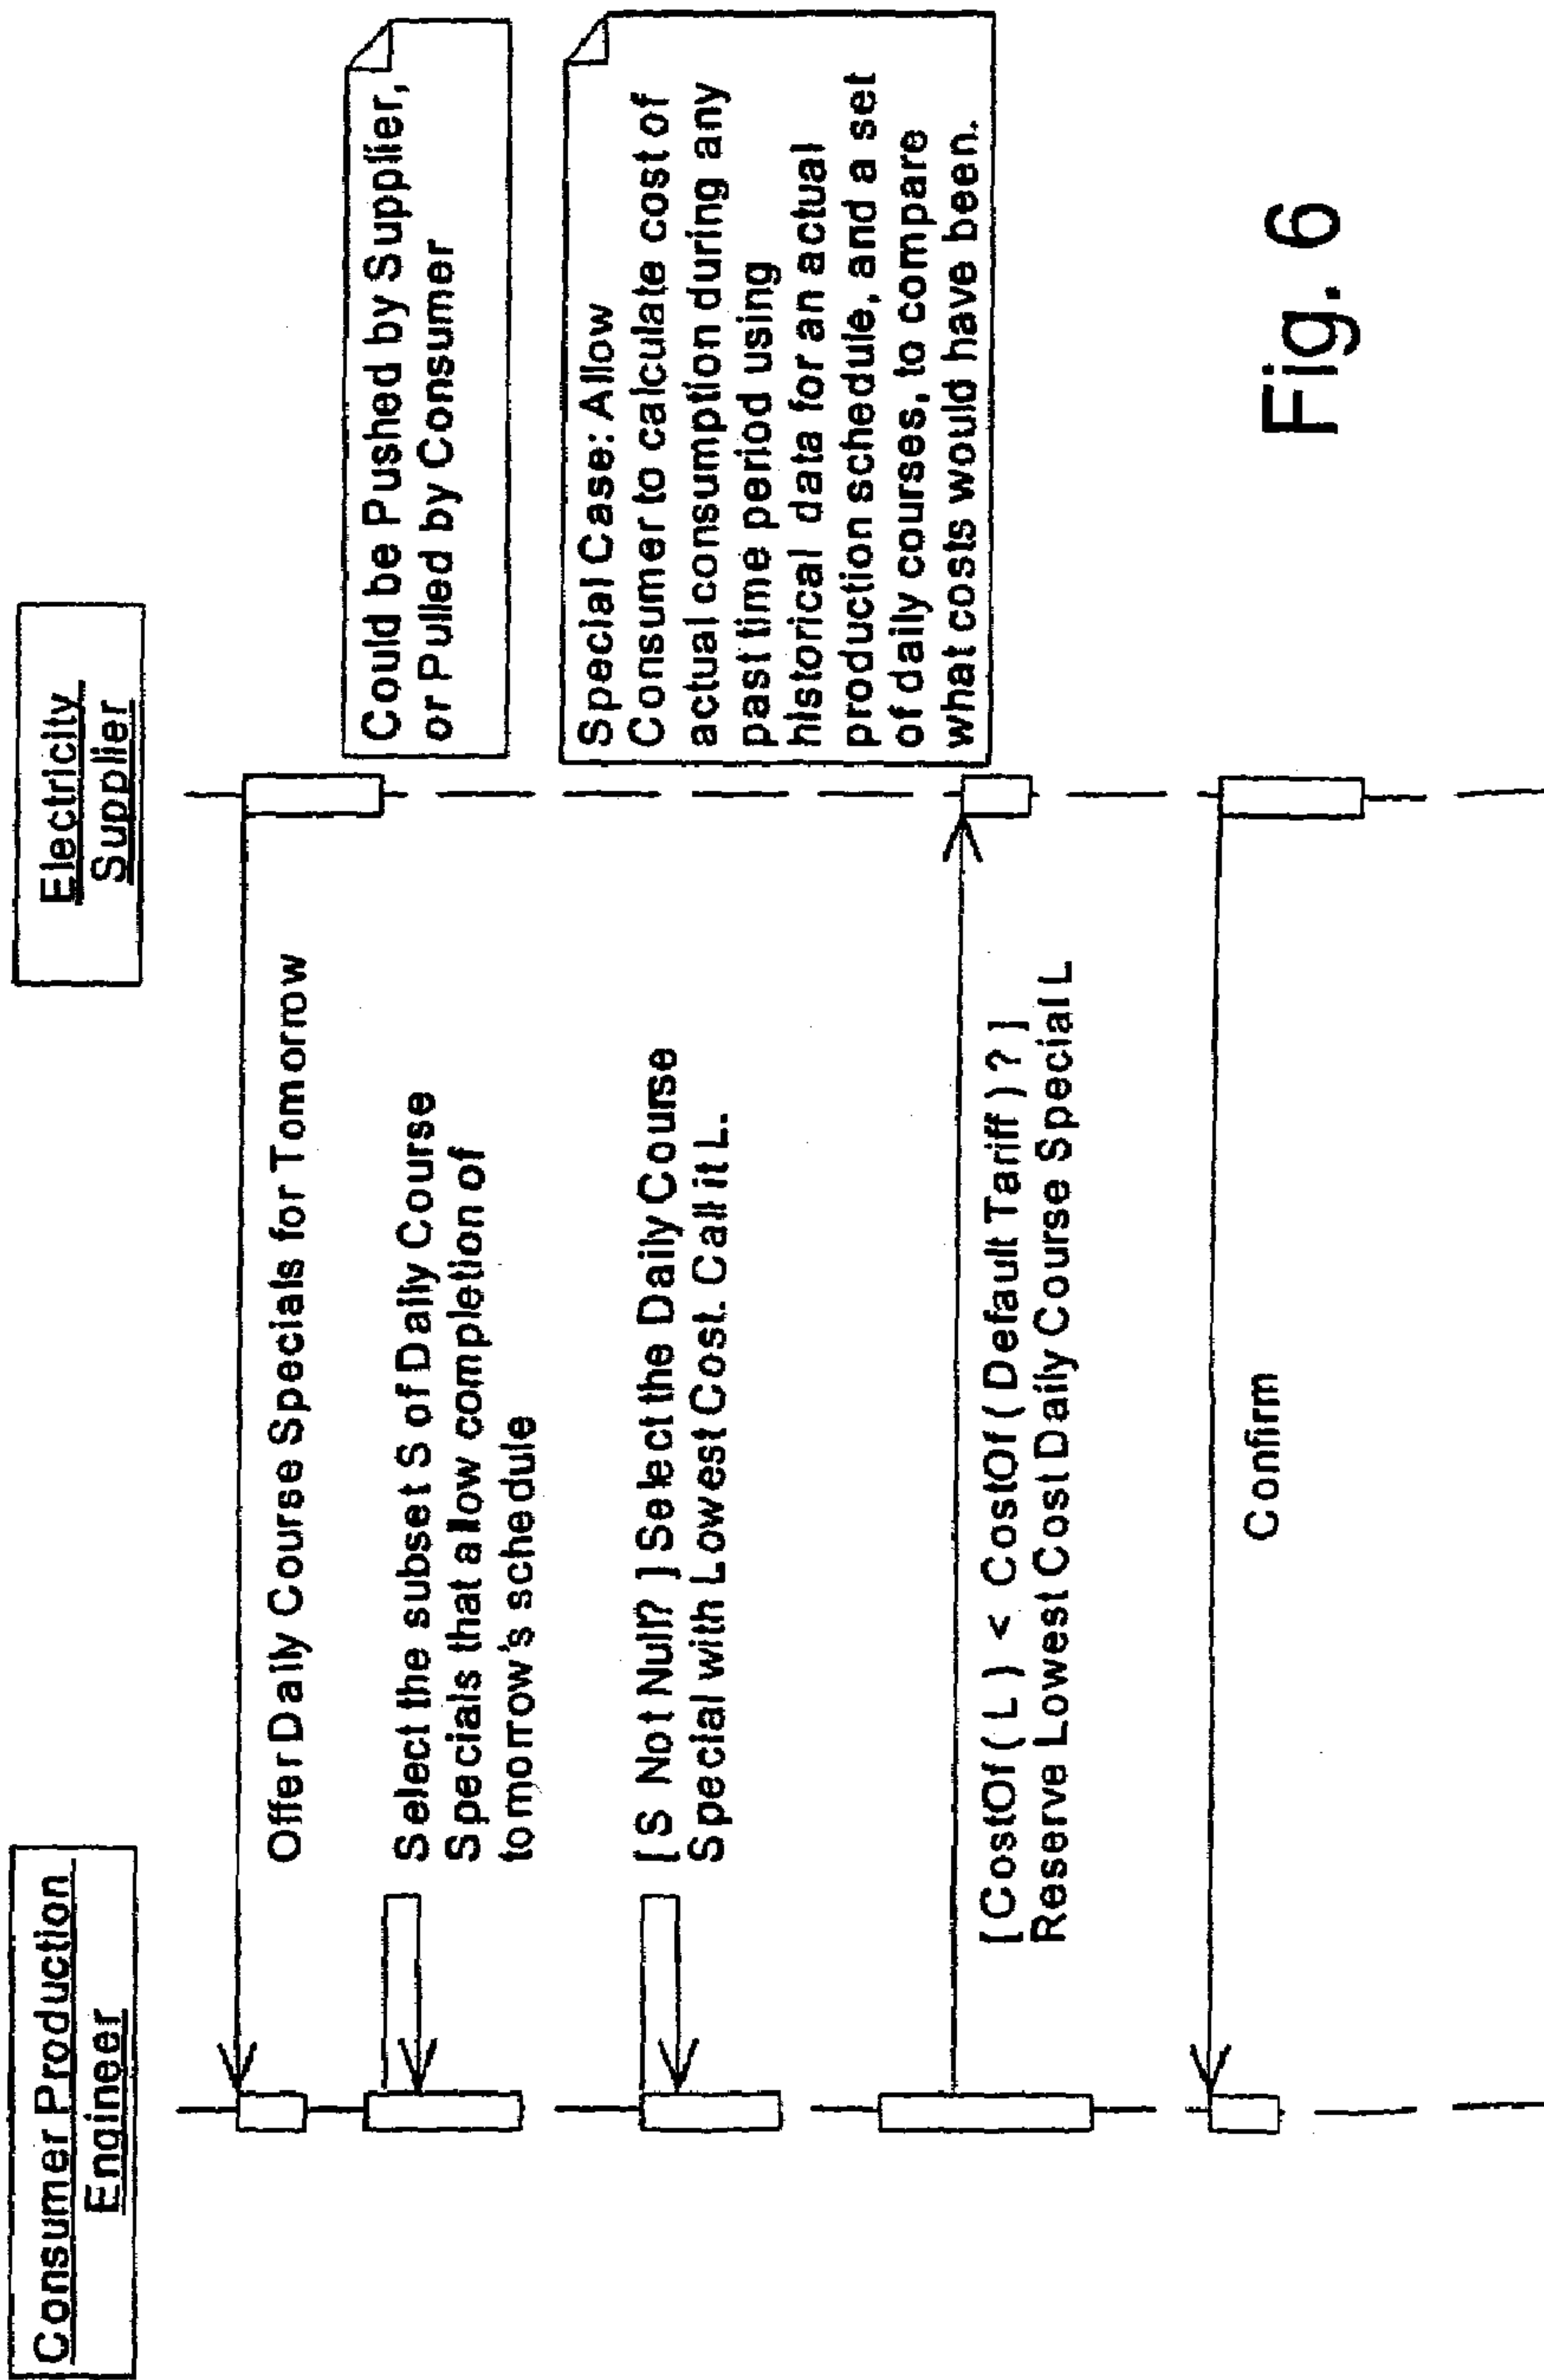 Consumer Production
Engineer
Electricity
Supplier
Offer Daily Course Specials for Tomorrow
Could be Pushed by Supplier,
or Pulled by Consumer
Select the subset S of Daily Course
Specials that allow completion of
tomorrow's schedule
Special Case: Allow
Consumer to calculate cost of
actual consumption during any
past time period using
historical data for an actual
production schedule, and a set
of daily courses, to compare
what costs would have been.
[ S Not Null? ] Select the Daily Course
Special with Lowest Cost. Call it L.
[ CostOf ( L ) < CostOf ( Default Tariff ) ? ]
Reserve Lowest Cost Daily Course Special L
Confirm
Fig. 6